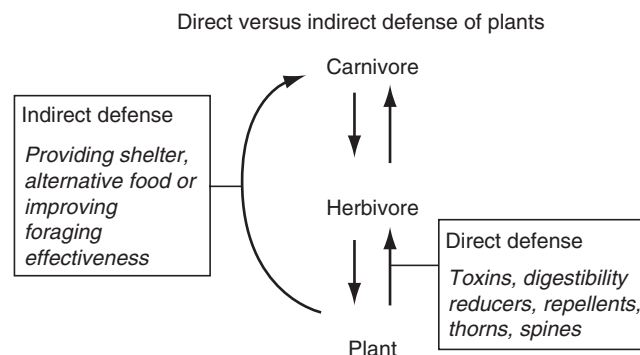 Direct versus indirect defense of plants
Carnivore
Indirect defense
Providing shelter,
alternative food or
improving
foraging
effectiveness
Herbivore
Direct defense
Toxins, digestibility
reducers, repellents,
thorns, spines
Plant